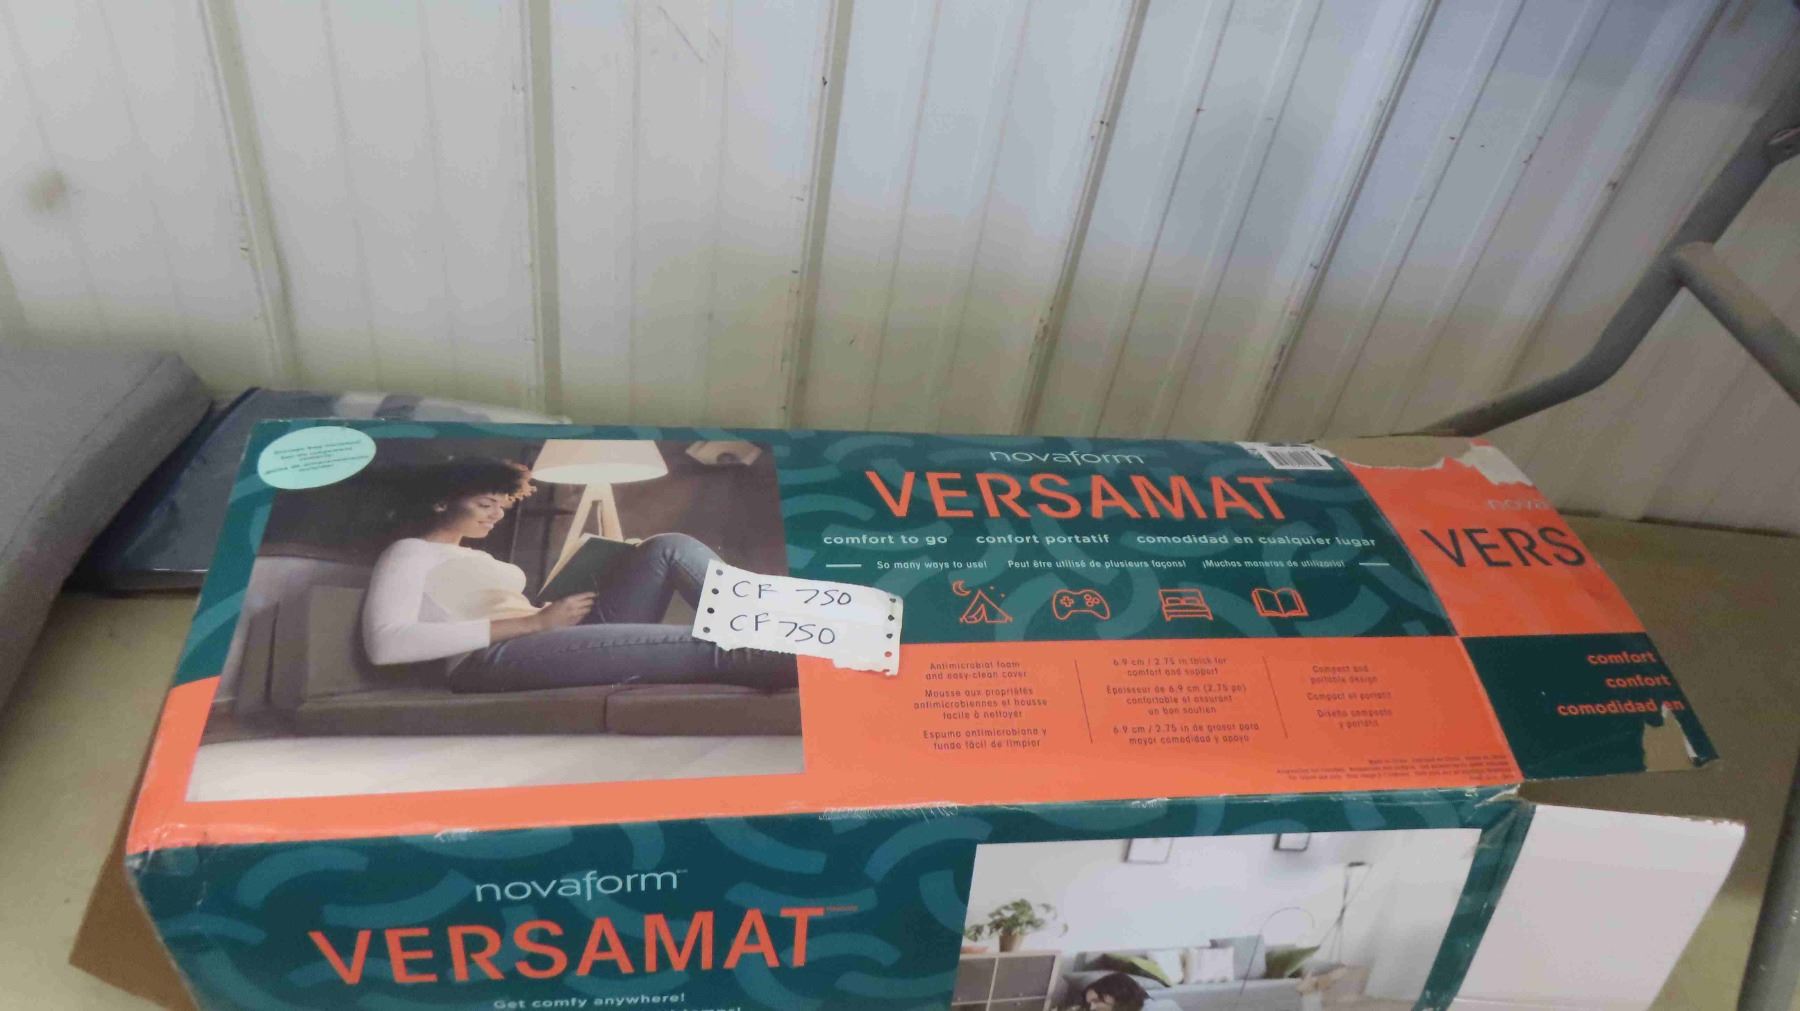 novaform
VERSAMAT
comfort to go confort portatif comodidad en cualquier lugar
So many ways to use! Peut être utilisé de plusieurs façons! ¡Muchas maneras de utilizarlo!
CF 750
CF 750
Antimicrobial foam
and easy-clean cover
Mousse aux propriétés
antimicrobiennes et housse
facile à nettoyer
Espuma antimicrobiana y
funda fácil de limpiar
6.9 cm / 2.75 in thick for
comfort and support
Épaisseur de 6.9 cm (2.75 po)
confortable et assurant
un bon soutien
6.9 cm / 2.75 in de grosor para
mayor comodidad y apoyo
Compact and
portable design
Compact et portatif
Diseño compacto
y portátil
nova
VERS
comfort
confort
comodidad en
novaform
VERSAMAT
Get comfy anywhere!